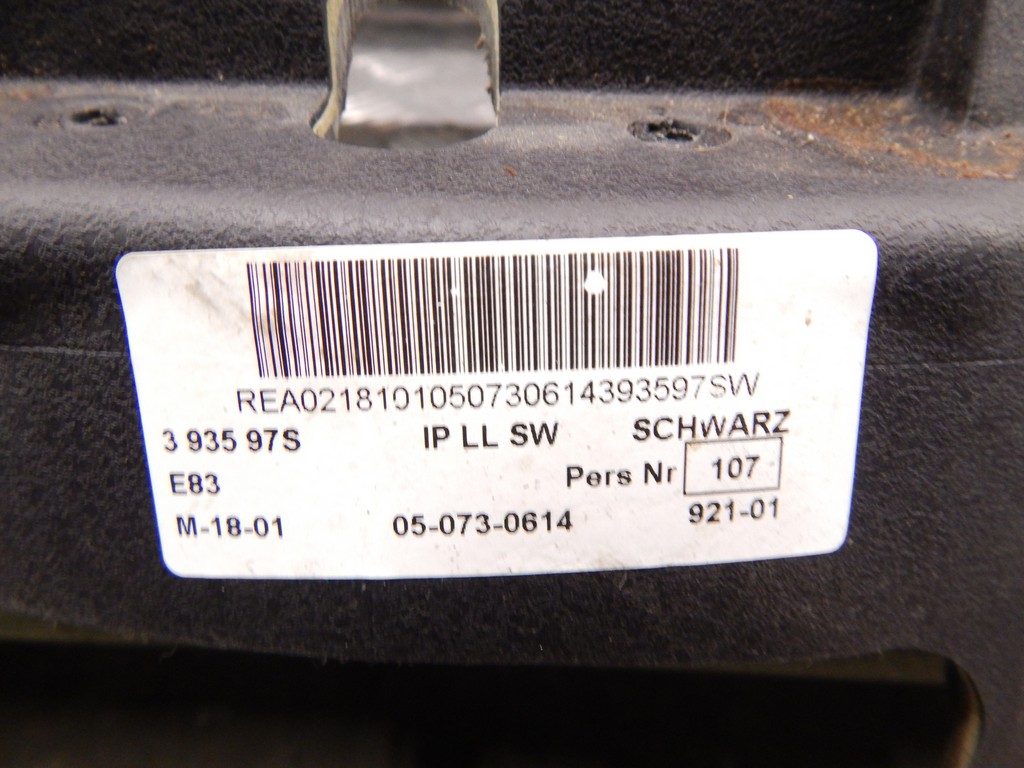 REA02181010507306143935​97SW
3 935 97S IP LL SW SCHWARZ
E83 Pers Nr 107
M-18-01 05-073-0614 921-01